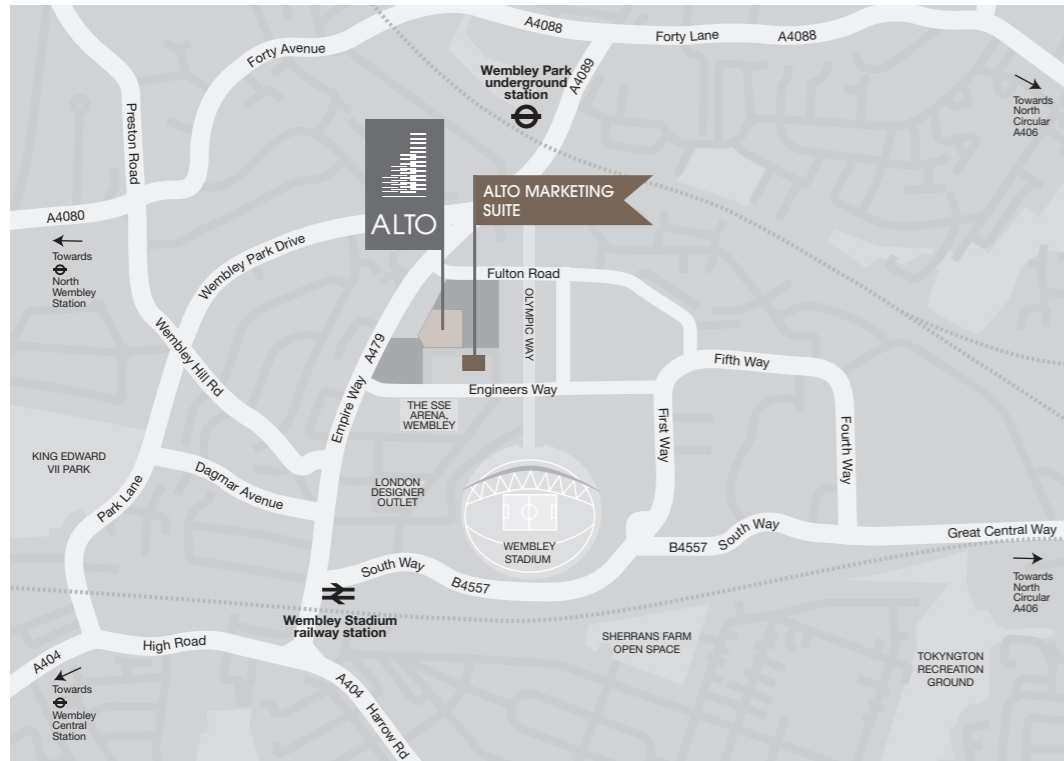 A4088
Forty Lane
A4088
Forty Avenue
A4089
Wembley Park
underground
station
Towards
North
Circular
A406
Preston Road
ALTO
ALTO MARKETING
SUITE
A4080
Towards
North
Wembley
Station
Wembley Park Drive
Fulton Road
OLYMPIC WAY
Wembley Hill Rd
A479
Empire Way
Fifth Way
Engineers Way
THE SSE
ARENA,
WEMBLEY
First Way
Fourth Way
KING EDWARD
VII PARK
Park Lane
Dagmar Avenue
LONDON
DESIGNER
OUTLET
WEMBLEY
STADIUM
South Way
B4557
B4557
South Way
Great Central Way
Towards
North
Circular
A406
Wembley Stadium
railway station
High Road
A404
Towards
Wembley
Central
Station
A404
Harrow Rd
SHERRANS FARM
OPEN SPACE
TOKYNGTON
RECREATION
GROUND